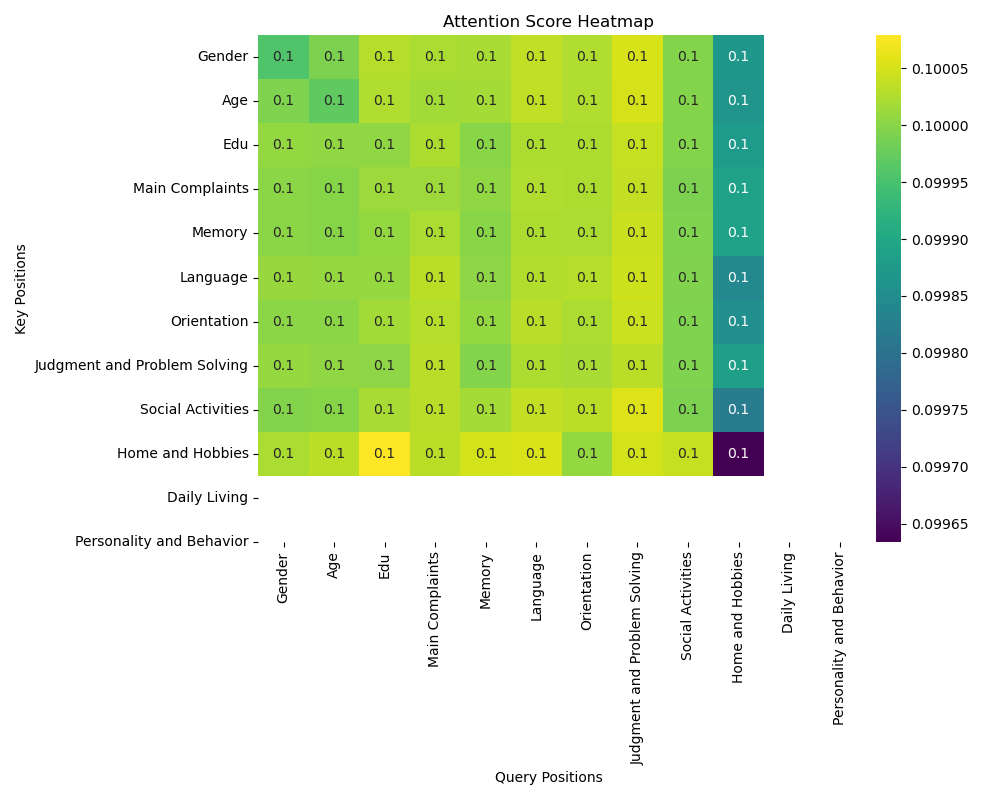 Attention Score Heatmap
Key Positions
Gender 0.1 0.1 0.1 0.1 0.1 0.1 0.1 0.1 0.1 0.1
Age 0.1 0.1 0.1 0.1 0.1 0.1 0.1 0.1 0.1 0.1
Edu 0.1 0.1 0.1 0.1 0.1 0.1 0.1 0.1 0.1 0.1
Main Complaints 0.1 0.1 0.1 0.1 0.1 0.1 0.1 0.1 0.1 0.1
Memory 0.1 0.1 0.1 0.1 0.1 0.1 0.1 0.1 0.1 0.1
Language 0.1 0.1 0.1 0.1 0.1 0.1 0.1 0.1 0.1 0.1
Orientation 0.1 0.1 0.1 0.1 0.1 0.1 0.1 0.1 0.1 0.1
Judgment and Problem Solving 0.1 0.1 0.1 0.1 0.1 0.1 0.1 0.1 0.1 0.1
Social Activities 0.1 0.1 0.1 0.1 0.1 0.1 0.1 0.1 0.1 0.1
Home and Hobbies 0.1 0.1 0.1 0.1 0.1 0.1 0.1 0.1 0.1 0.1
Daily Living
Personality and Behavior
Gender
Age
Edu
Main Complaints
Memory
Language
Orientation
Judgment and Problem Solving
Social Activities
Home and Hobbies
Daily Living
Personality and Behavior
Query Positions
0.10005
0.10000
0.09995
0.09990
0.09985
0.09980
0.09975
0.09970
0.09965